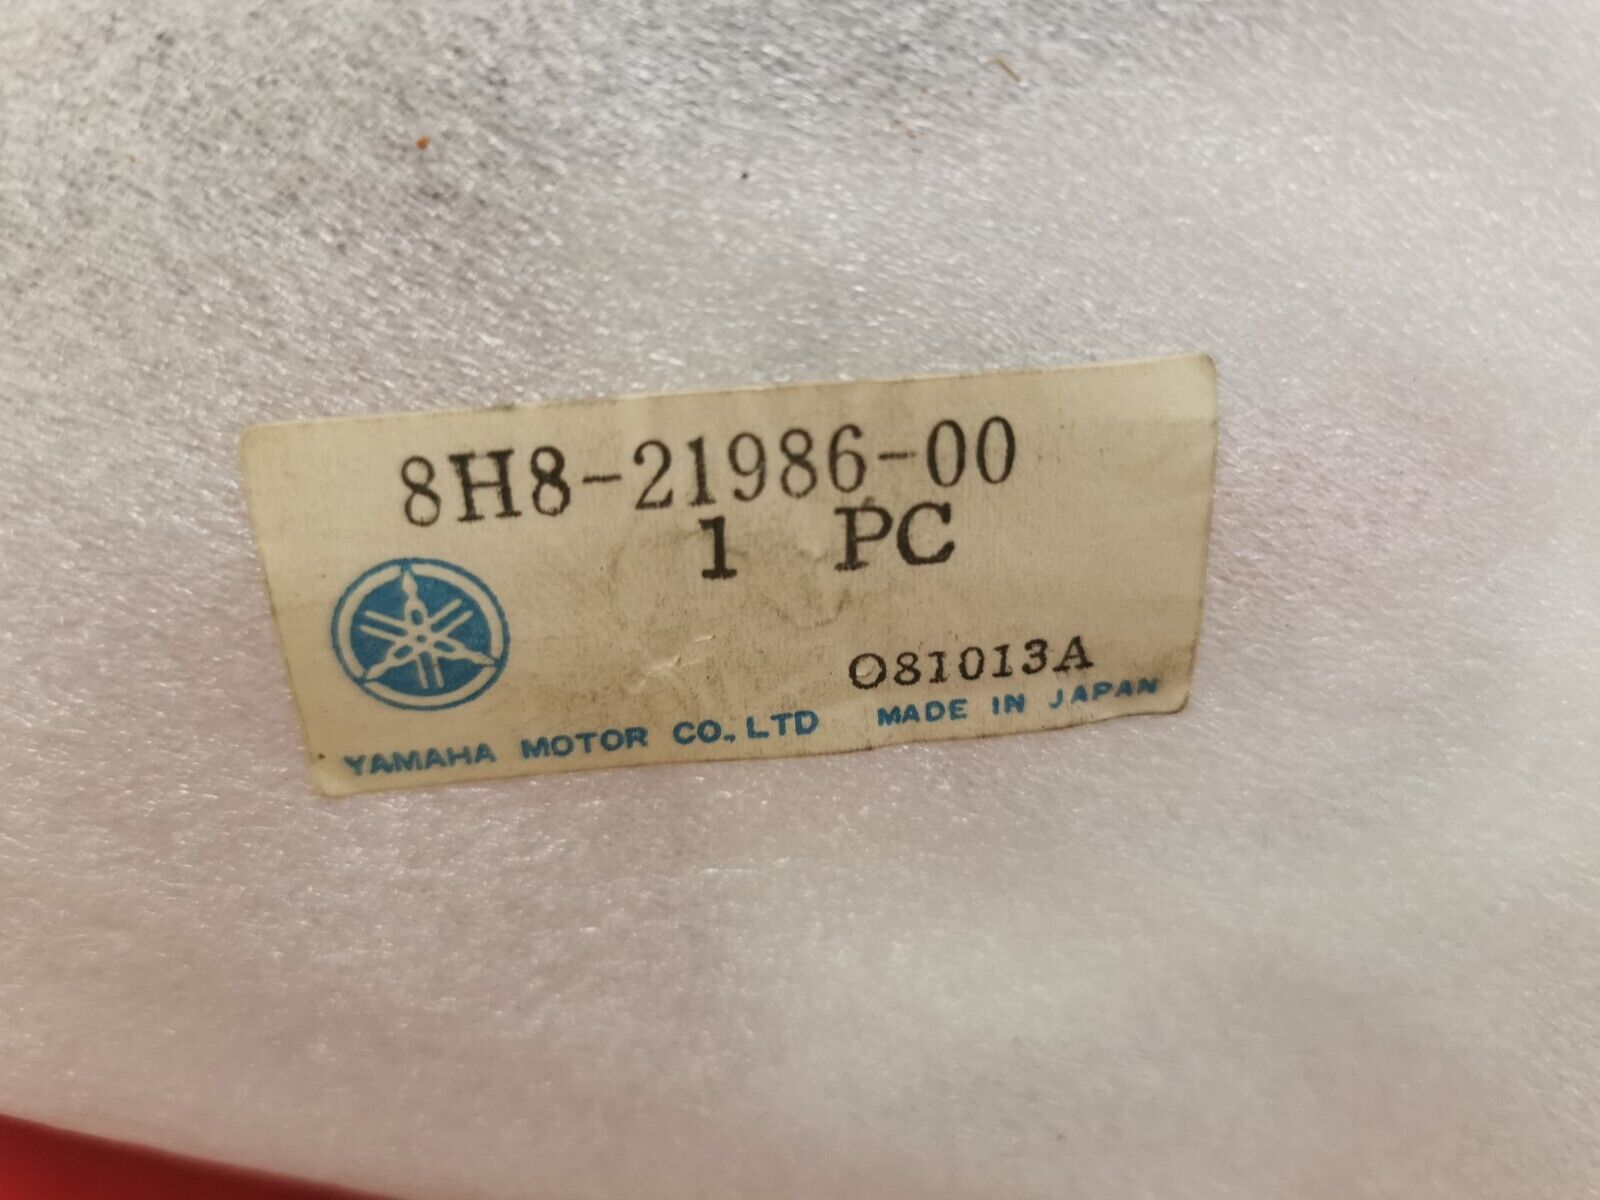 8H8-21986-00
1 PC
O81013A
YAMAHA MOTOR CO., LTD MADE IN JAPAN